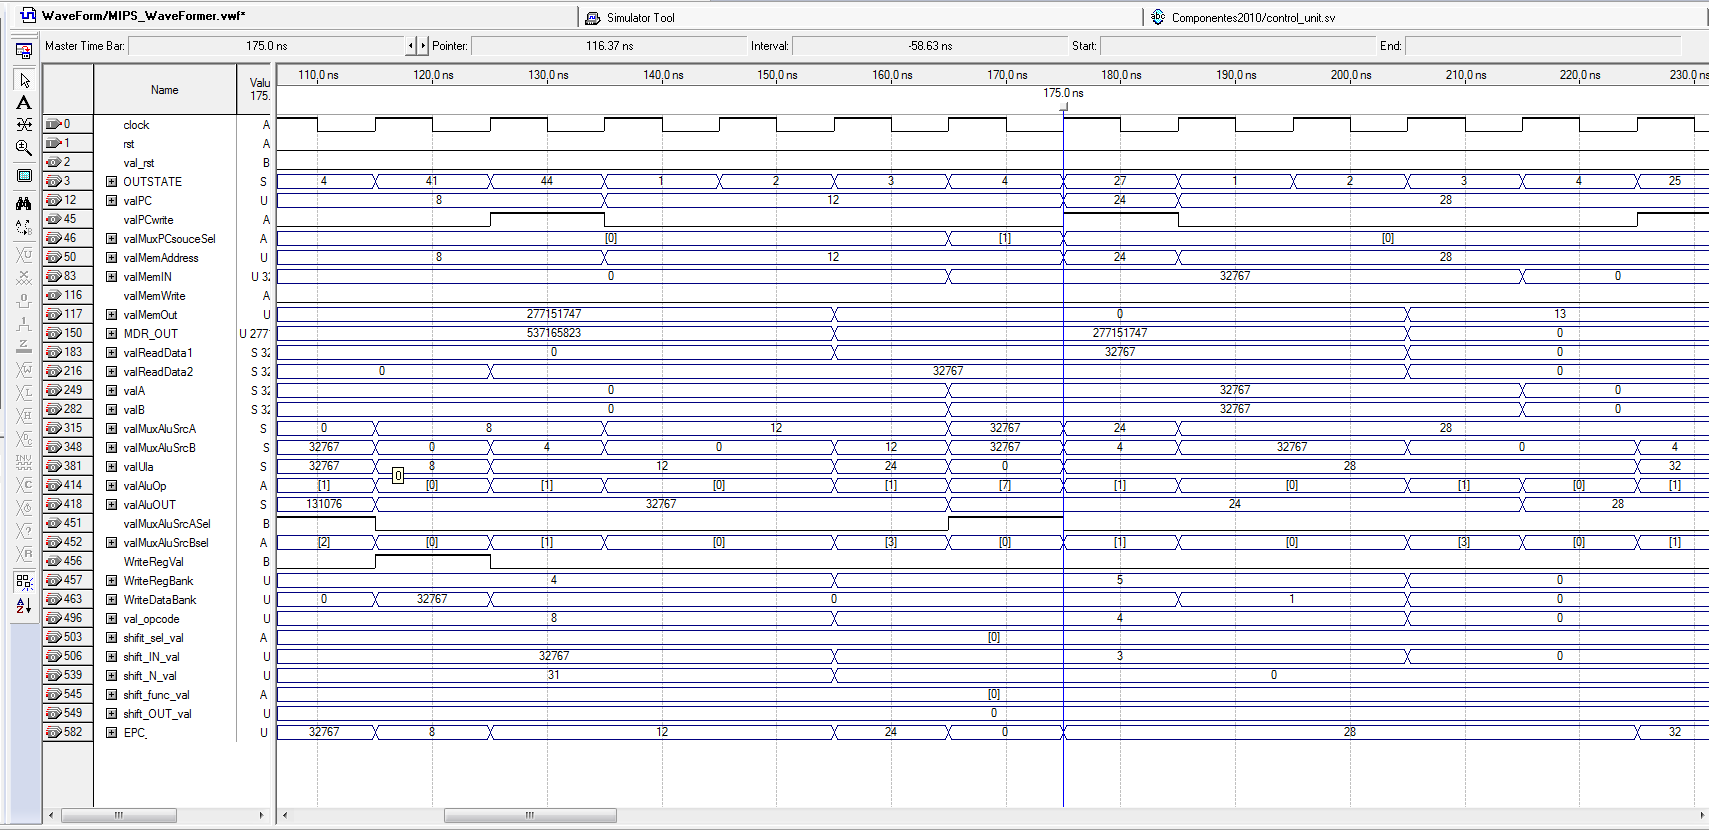 WaveForm/MIPS_WaveFormer.vwf*
Simulator Tool
Componentes2010/control_unit.sv
Master Time Bar: 175.0 ns Pointer: 116.37 ns Interval: -58.63 ns Start: End:
Name Valu 175.
110.0 ns 120.0 ns 130.0 ns 140.0 ns 150.0 ns 160.0 ns 170.0 ns 180.0 ns 190.0 ns 200.0 ns 210.0 ns 220.0 ns 230.0 ns
175.0 ns
0 clock A
1 rst A
2 val_rst B
3 OUTSTATE S 4 41 44 1 2 3 4 27 1 2 3 4 25
12 valPC U 8 12 24 28
45 valPCwrite A
46 valMuxPCsouceSel A [0] [1] [0]
50 valMemAddress U 8 12 24 28
83 valMemIN U 32 0 32767 0
116 valMemWrite A
117 valMemOut U 277151747 0 13
150 MDR_OUT U 277 537165823 277151747 0
183 valReadData1 S 32 0 32767 0
216 valReadData2 S 32 0 32767 0
249 valA S 32 0 32767 0
282 valB S 32 0 32767 0
315 valMuxAluSrcA S 0 8 12 32767 24 28
348 valMuxAluSrcB S 32767 0 4 0 12 32767 4 32767 0 4
381 valUla S 32767 8 12 24 0 28 32
0
414 valAluOp A [1] [0] [1] [0] [1] [7] [1] [0] [1] [0] [1]
418 valAluOUT S 131076 32767 24 28
451 valMuxAluSrcASel B
452 valMuxAluSrcBsel A [2] [0] [1] [0] [3] [0] [1] [0] [3] [0] [1]
456 WriteRegVal B
457 WriteRegBank U 4 5 0
463 WriteDataBank U 0 32767 0 1 0
496 val_opcode U 8 4 0
503 shifit_sel_val A [0]
506 shift_IN_val U 32767 3 0
539 shift_N_val U 31 0
545 shift_func_val A [0]
549 shift_OUT_val U 0
582 EPC_ U 32767 8 12 24 0 28 32